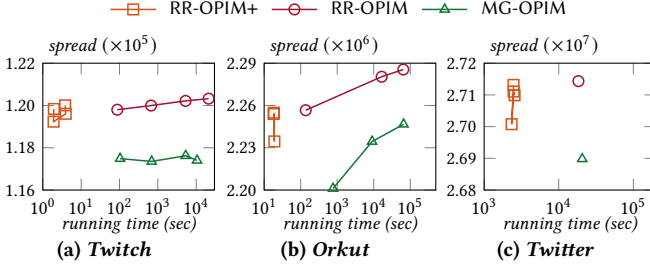 RR-OPIM+ RR-OPIM MG-OPIM
spread (×10⁵) spread (×10⁶) spread (×10⁷)
1.22 2.29 2.72
1.20 2.26 2.71
1.18 2.23 2.70
2.69
1.16 2.20 2.68
10⁰ 10¹ 10² 10³ 10⁴ 10¹ 10² 10³ 10⁴ 10⁵ 10³ 10⁴ 10⁵
running time (sec) running time (sec) running time (sec)
(a) Twitch (b) Orkut (c) Twitter